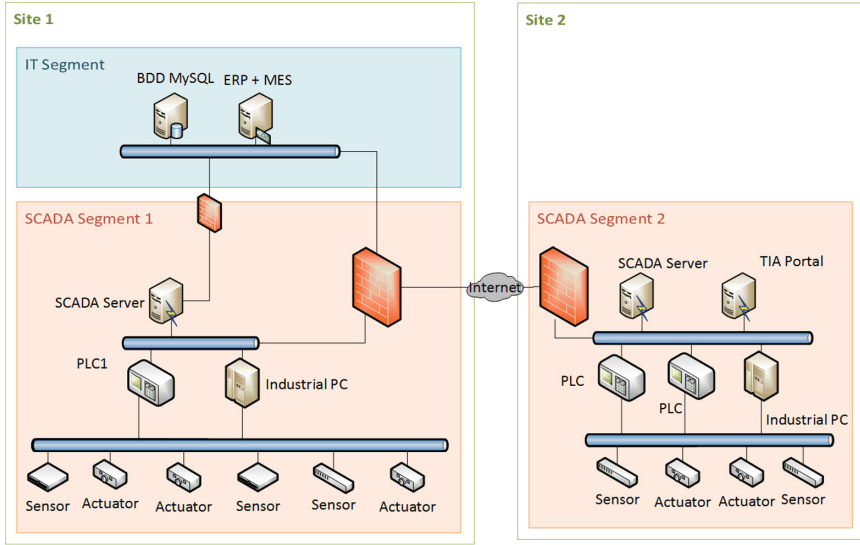 Site 1
IT Segment
BDD MySQL
ERP + MES
SCADA Segment 1
SCADA Server
PLC1
Industrial PC
Sensor
Actuator
Actuator
Sensor
Sensor
Actuator
Internet
Site 2
SCADA Segment 2
SCADA Server
TIA Portal
PLC
PLC
Industrial PC
Sensor
Actuator
Actuator
Sensor